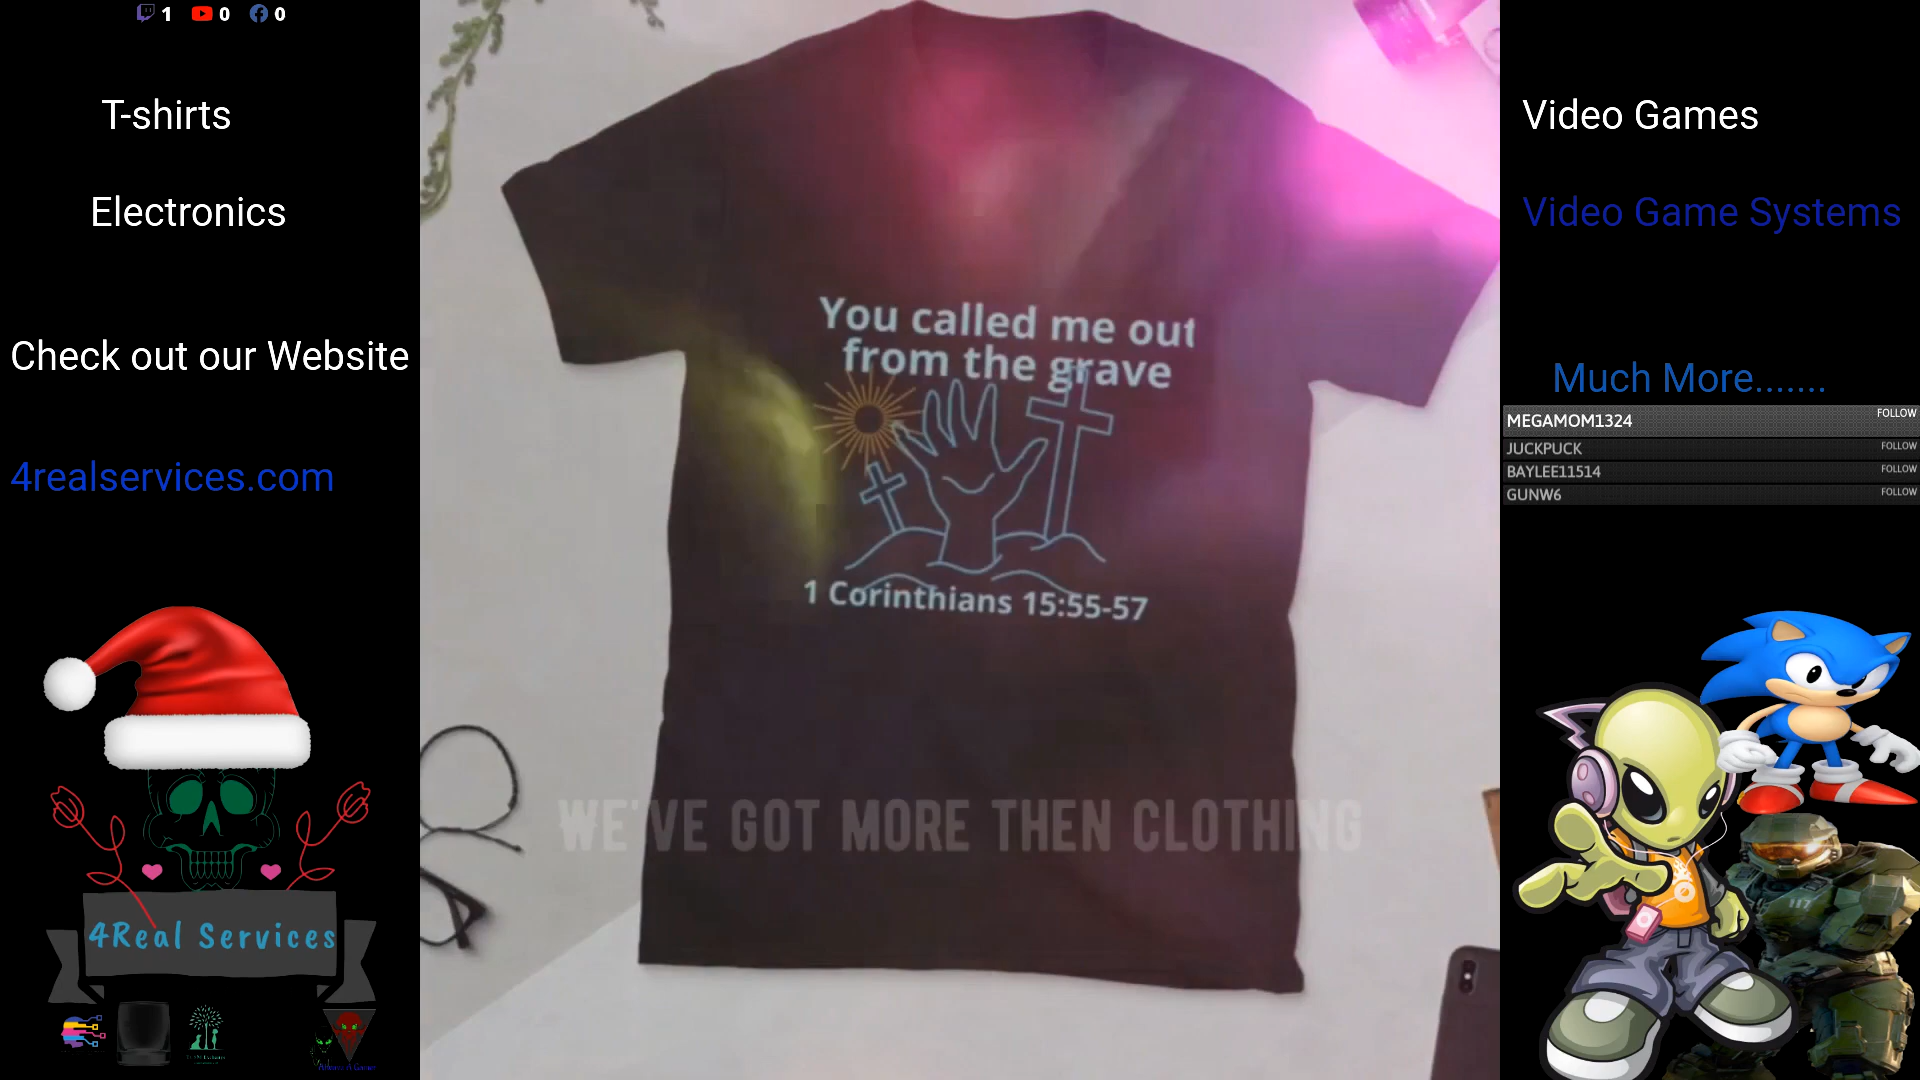 1 0 0
T-shirts
Electronics
Check out our Website
4realservices.com
4Real Services
You called me out
from the grave
1 Corinthians 15:55-57
WE'VE GOT MORE THEN CLOTHING
Video Games
Video Game Systems
Much More.......
MEGAMOM1324 FOLLOW
JUCKPUCK FOLLOW
BAYLEE11514 FOLLOW
GUNW6 FOLLOW
117